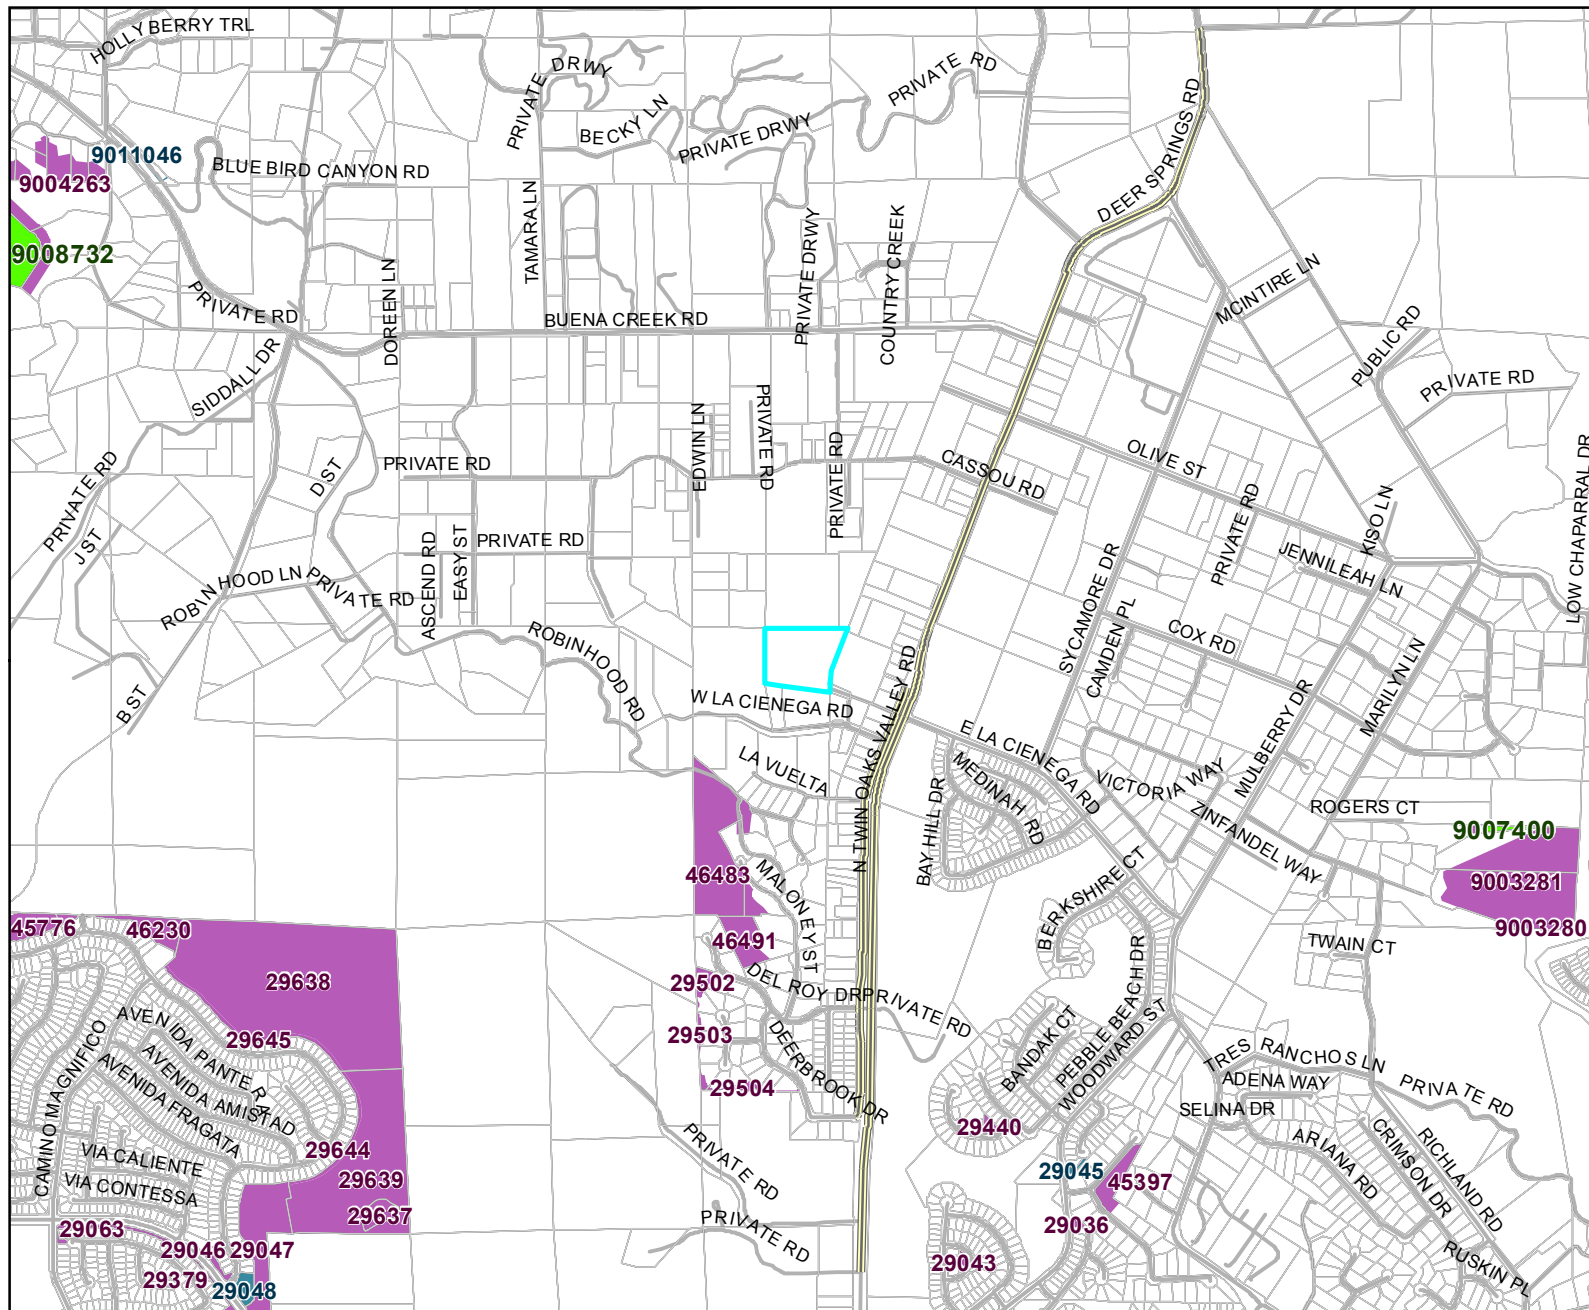 HOLLY BERRY TRL
PRIVATE DRWY
PRIVATE RD
BECKY LN
PRIVATE DRWY
DEER SPRINGS RD
9011046
9004263
BLUE BIRD CANYON RD
TAMARA LN
PRIVATE DRWY
COUNTRY CREEK
9008732
DOREEN LN
PRIVATE RD
BUENA CREEK RD
MCINTIRE LN
PUBLIC RD
SIDDALL DR
PRIVATE RD
EDWIN LN
PRIVATE RD
PRIVATE RD
OLIVE ST
LOW CHAPARRAL DR
PRIVATE RD
D ST
PRIVATE RD
CASSOU RD
PRIVATE RD
KISO LN
J ST
ASCEND RD
EASY ST
PRIVATE RD
JENNILEAH LN
ROBIN HOOD LN
PRIVATE RD
SYCAMORE DR
CAMDEN PL
COX RD
ROBINHOOD RD
MARILYN LN
B ST
W LA CIENEGA RD
N TWIN OAKS VALLEY RD
E LA CIENEGA RD
MULBERRY DR
LA VUELTA
MEDINAH RD
VICTORIA WAY
BAY HILL DR
ZINFANDEL WAY
ROGERS CT
9007400
46483
MALONEY ST
BERKSHIRE CT
9003281
45776
46230
46491
TWAIN CT
9003280
29638
29502
DEL ROY DR
PRIVATE RD
PEBBLE BEACH DR
AVENIDA PANTERA
29645
29503
DEERBROOK DR
BANDAK CT
WOODWARD ST
CAMINO MAGNIFICO
AVENIDA AMISTAD
AVENIDA FRAGATA
29504
TRES RANCHOS LN
ADENA WAY
PRIVATE RD
SELINA DR
29440
29644
VIA CALIENTE
PRIVATE RD
ARIANA RD
CRIMSON DR
RICHLAND RD
VIA CONTESSA
29639
29045
45397
29637
29063
PRIVATE RD
29036
29046
29047
29043
RUSKIN PL
29379
29048